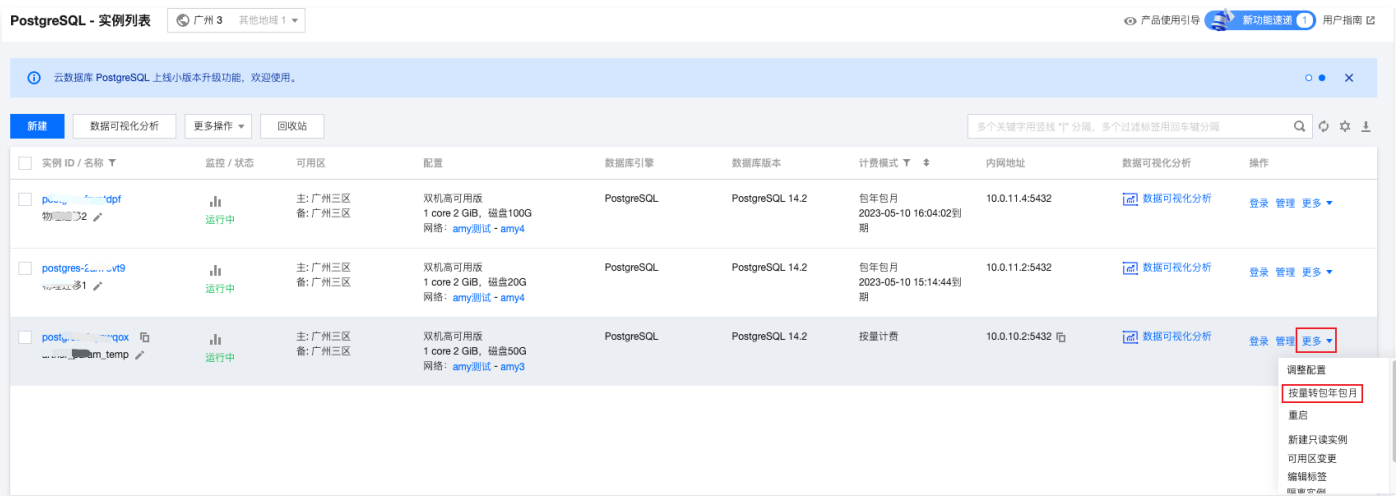 PostgreSQL - 实例列表 广州 3 其他地域 1 产品使用引导 新功能速递 1 用户指南
云数据库 PostgreSQL 上线小版本升级功能，欢迎使用。
新建 数据可视化分析 更多操作 回收站 多个关键字用竖线 "|" 分隔，多个过滤标签用回车键分隔
实例 ID / 名称 监控 / 状态 可用区 配置 数据库引擎 数据库版本 计费模式 内网地址 数据可视化分析 操作
主: 广州三区 双机高可用版 PostgreSQL PostgreSQL 14.2 包年包月 10.0.11.4:5432 数据可视化分析 登录 管理 更多
运行中 备: 广州三区 1 core 2 GiB，磁盘100G 2023-05-10 16:04:02到
网络：amy测试 - amy4 期
主: 广州三区 双机高可用版 PostgreSQL PostgreSQL 14.2 包年包月 10.0.11.2:5432 数据可视化分析 登录 管理 更多
运行中 备: 广州三区 1 core 2 GiB，磁盘20G 2023-05-10 15:14:44到
网络：amy测试 - amy4 期
主: 广州三区 双机高可用版 PostgreSQL PostgreSQL 14.2 按量计费 10.0.10.2:5432 数据可视化分析 登录 管理 更多
运行中 备: 广州三区 1 core 2 GiB，磁盘50G
网络：amy测试 - amy3
调整配置
按量转包年包月
重启
新建只读实例
可用区变更
编辑标签
隔离实例